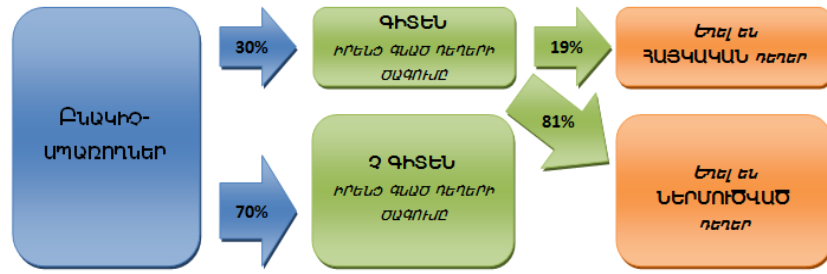 Բնակիչ-
սպառողներ
30%
70%
ԳԻՏԵՆ
ԻՐԵՆՑ ԳՆԱԾ ԴԵՂԵՐԻ
ԾԱԳՈՒՄԸ
Չ ԳԻՏԵՆ
ԻՐԵՆՑ ԳՆԱԾ ԴԵՂԵՐԻ
ԾԱԳՈՒՄԸ
19%
81%
Եղել են
ՀԱՅԿԱԿԱՆ դեղեր
Եղել են
ՆԵՐՄՈՒԾՎԱԾ
դեղեր